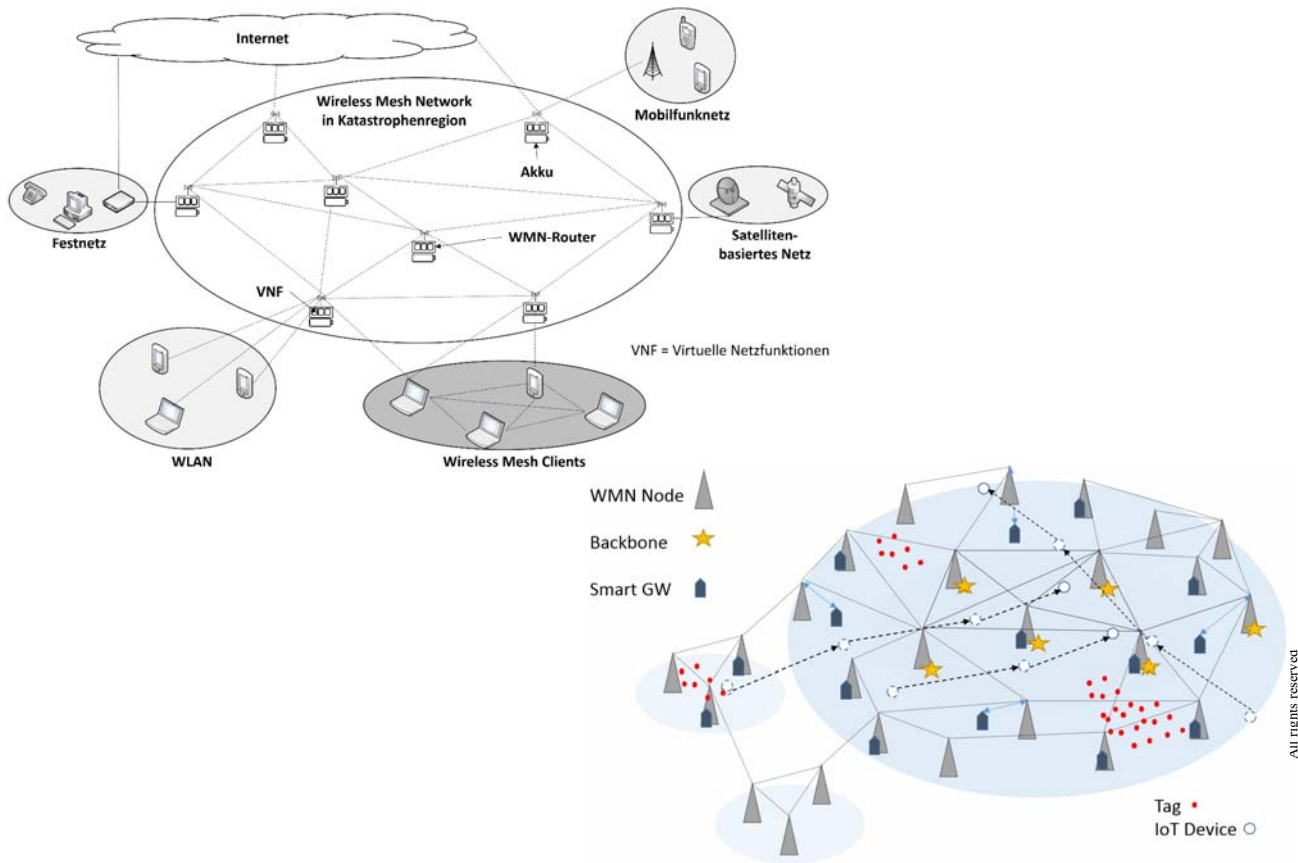 Internet
Wireless Mesh Network
in Katastrophenregion
Mobilfunknetz
Akku
Festnetz
WMN-Router
Satelliten-
basiertes Netz
VNF
VNF = Virtuelle Netzfunktionen
WLAN
Wireless Mesh Clients
WMN Node
Backbone
Smart GW
Tag
IoT Device
All rights reserved